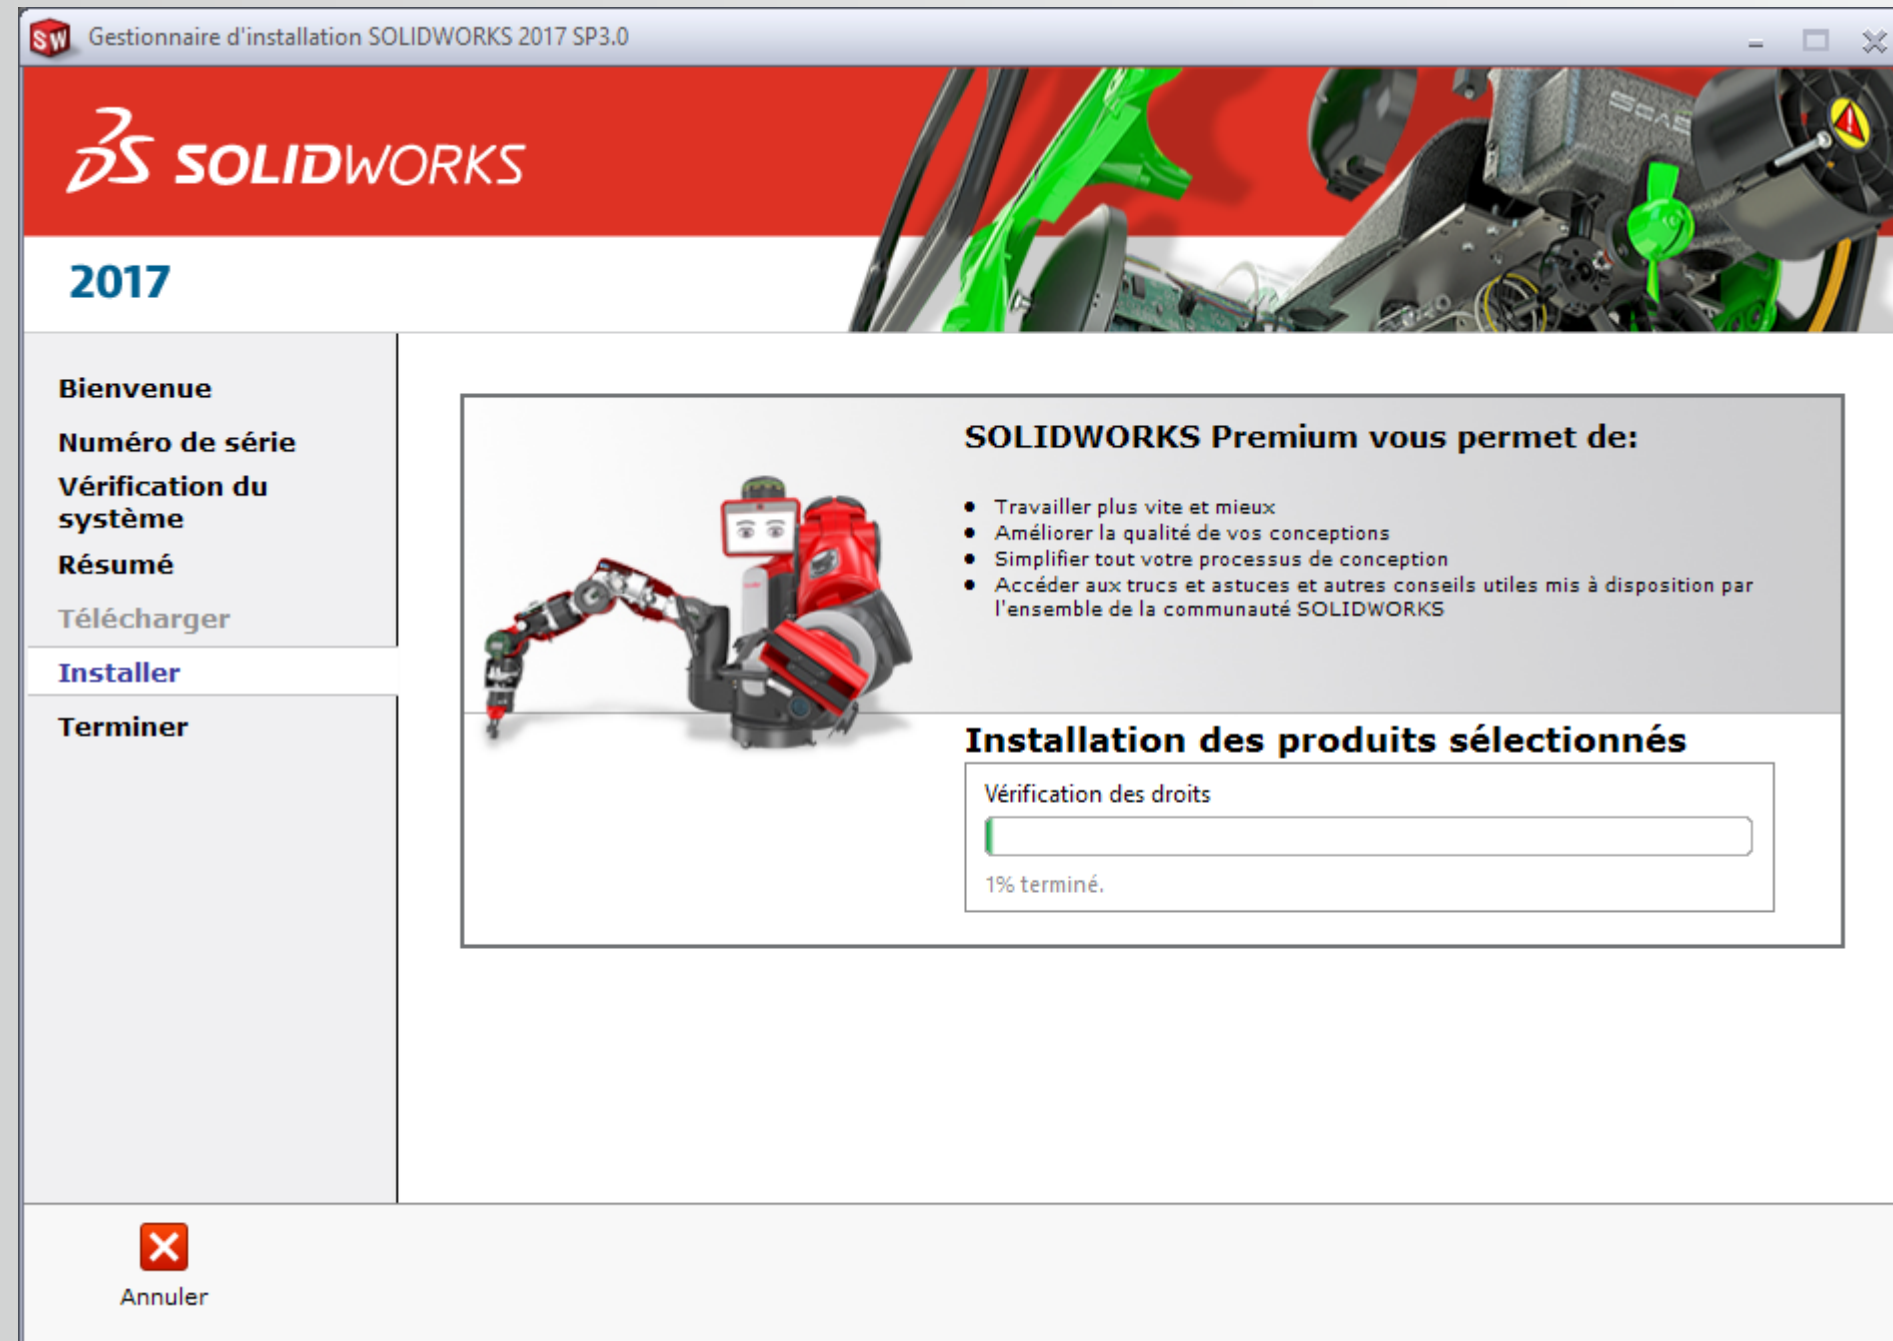 SW Gestionnaire d'installation SOLIDWORKS 2017 SP3.0
3DS SOLIDWORKS
2017
Bienvenue
Numéro de série
Vérification du
système
Résumé
Télécharger
Installer
Terminer
SOLIDWORKS Premium vous permet de:
• Travailler plus vite et mieux
• Améliorer la qualité de vos conceptions
• Simplifier tout votre processus de conception
• Accéder aux trucs et astuces et autres conseils utiles mis à disposition par
l'ensemble de la communauté SOLIDWORKS
Installation des produits sélectionnés
Vérification des droits
1% terminé.
Annuler